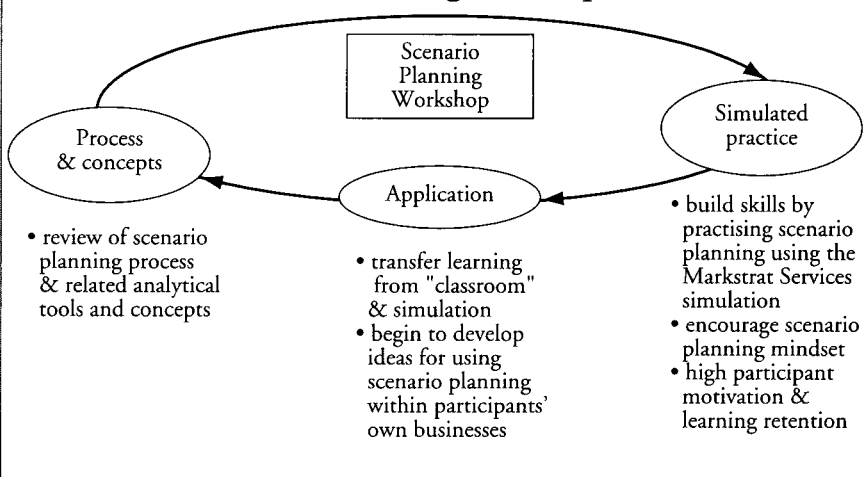 Scenario
Planning
Workshop
Process
& concepts
Simulated
practice
Application
• review of scenario
planning process
& related analytical
tools and concepts
• transfer learning
from "classroom"
& simulation
• begin to develop
ideas for using
scenario planning
within participants'
own businesses
• build skills by
practising scenario
planning using the
Markstrat Services
simulation
• encourage scenario
planning mindset
• high participant
motivation &
learning retention